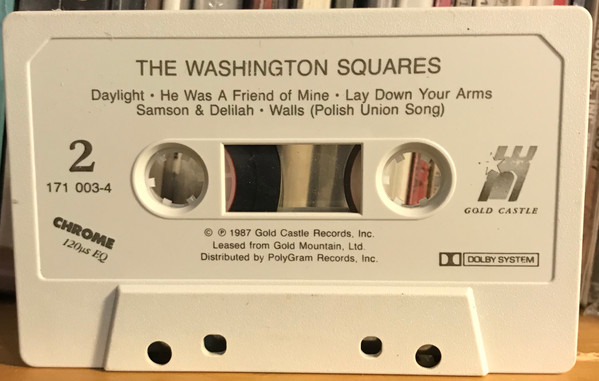 THE WASHINGTON SQUARES
Daylight • He Was A Friend of Mine • Lay Down Your Arms
Samson & Delilah • Walls (Polish Union Song)
2
171 003-4
CHROME
120µs EQ
GOLD CASTLE
© ℗ 1987 Gold Castle Records, Inc.
Leased from Gold Mountain, Ltd.
Distributed by PolyGram Records, Inc.
DOLBY SYSTEM